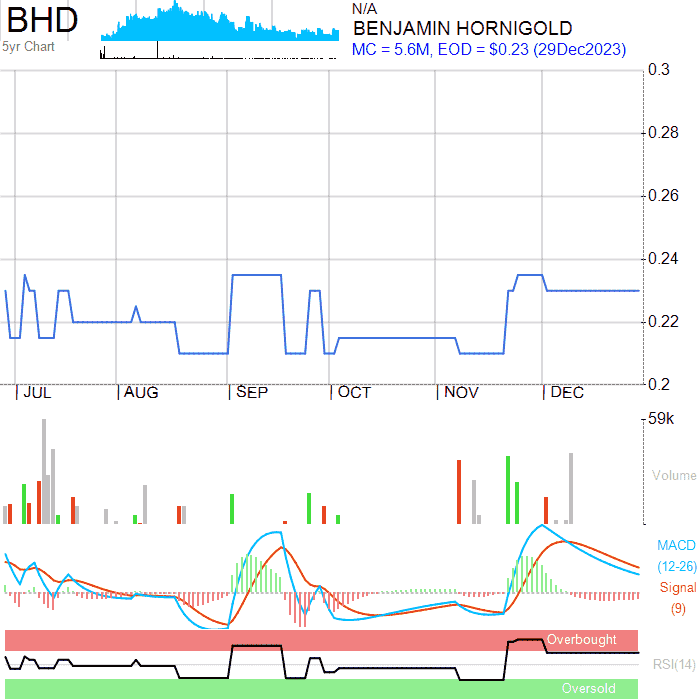 BHD
5yr Chart
N/A
BENJAMIN HORNIGOLD
MC = 5.6M, EOD = $0.23 (29Dec2023)
0.3
0.28
0.26
0.24
0.22
0.2
JUL AUG SEP OCT NOV DEC
59k
Volume
MACD
(12-26)
Signal
(9)
Overbought
RSI(14)
Oversold